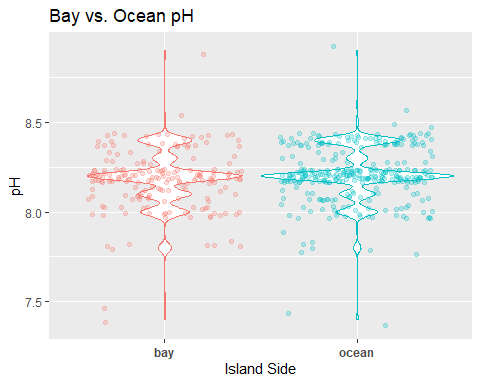 Bay vs. Ocean pH
pH
8.5
8.0
7.5
bay ocean
Island Side